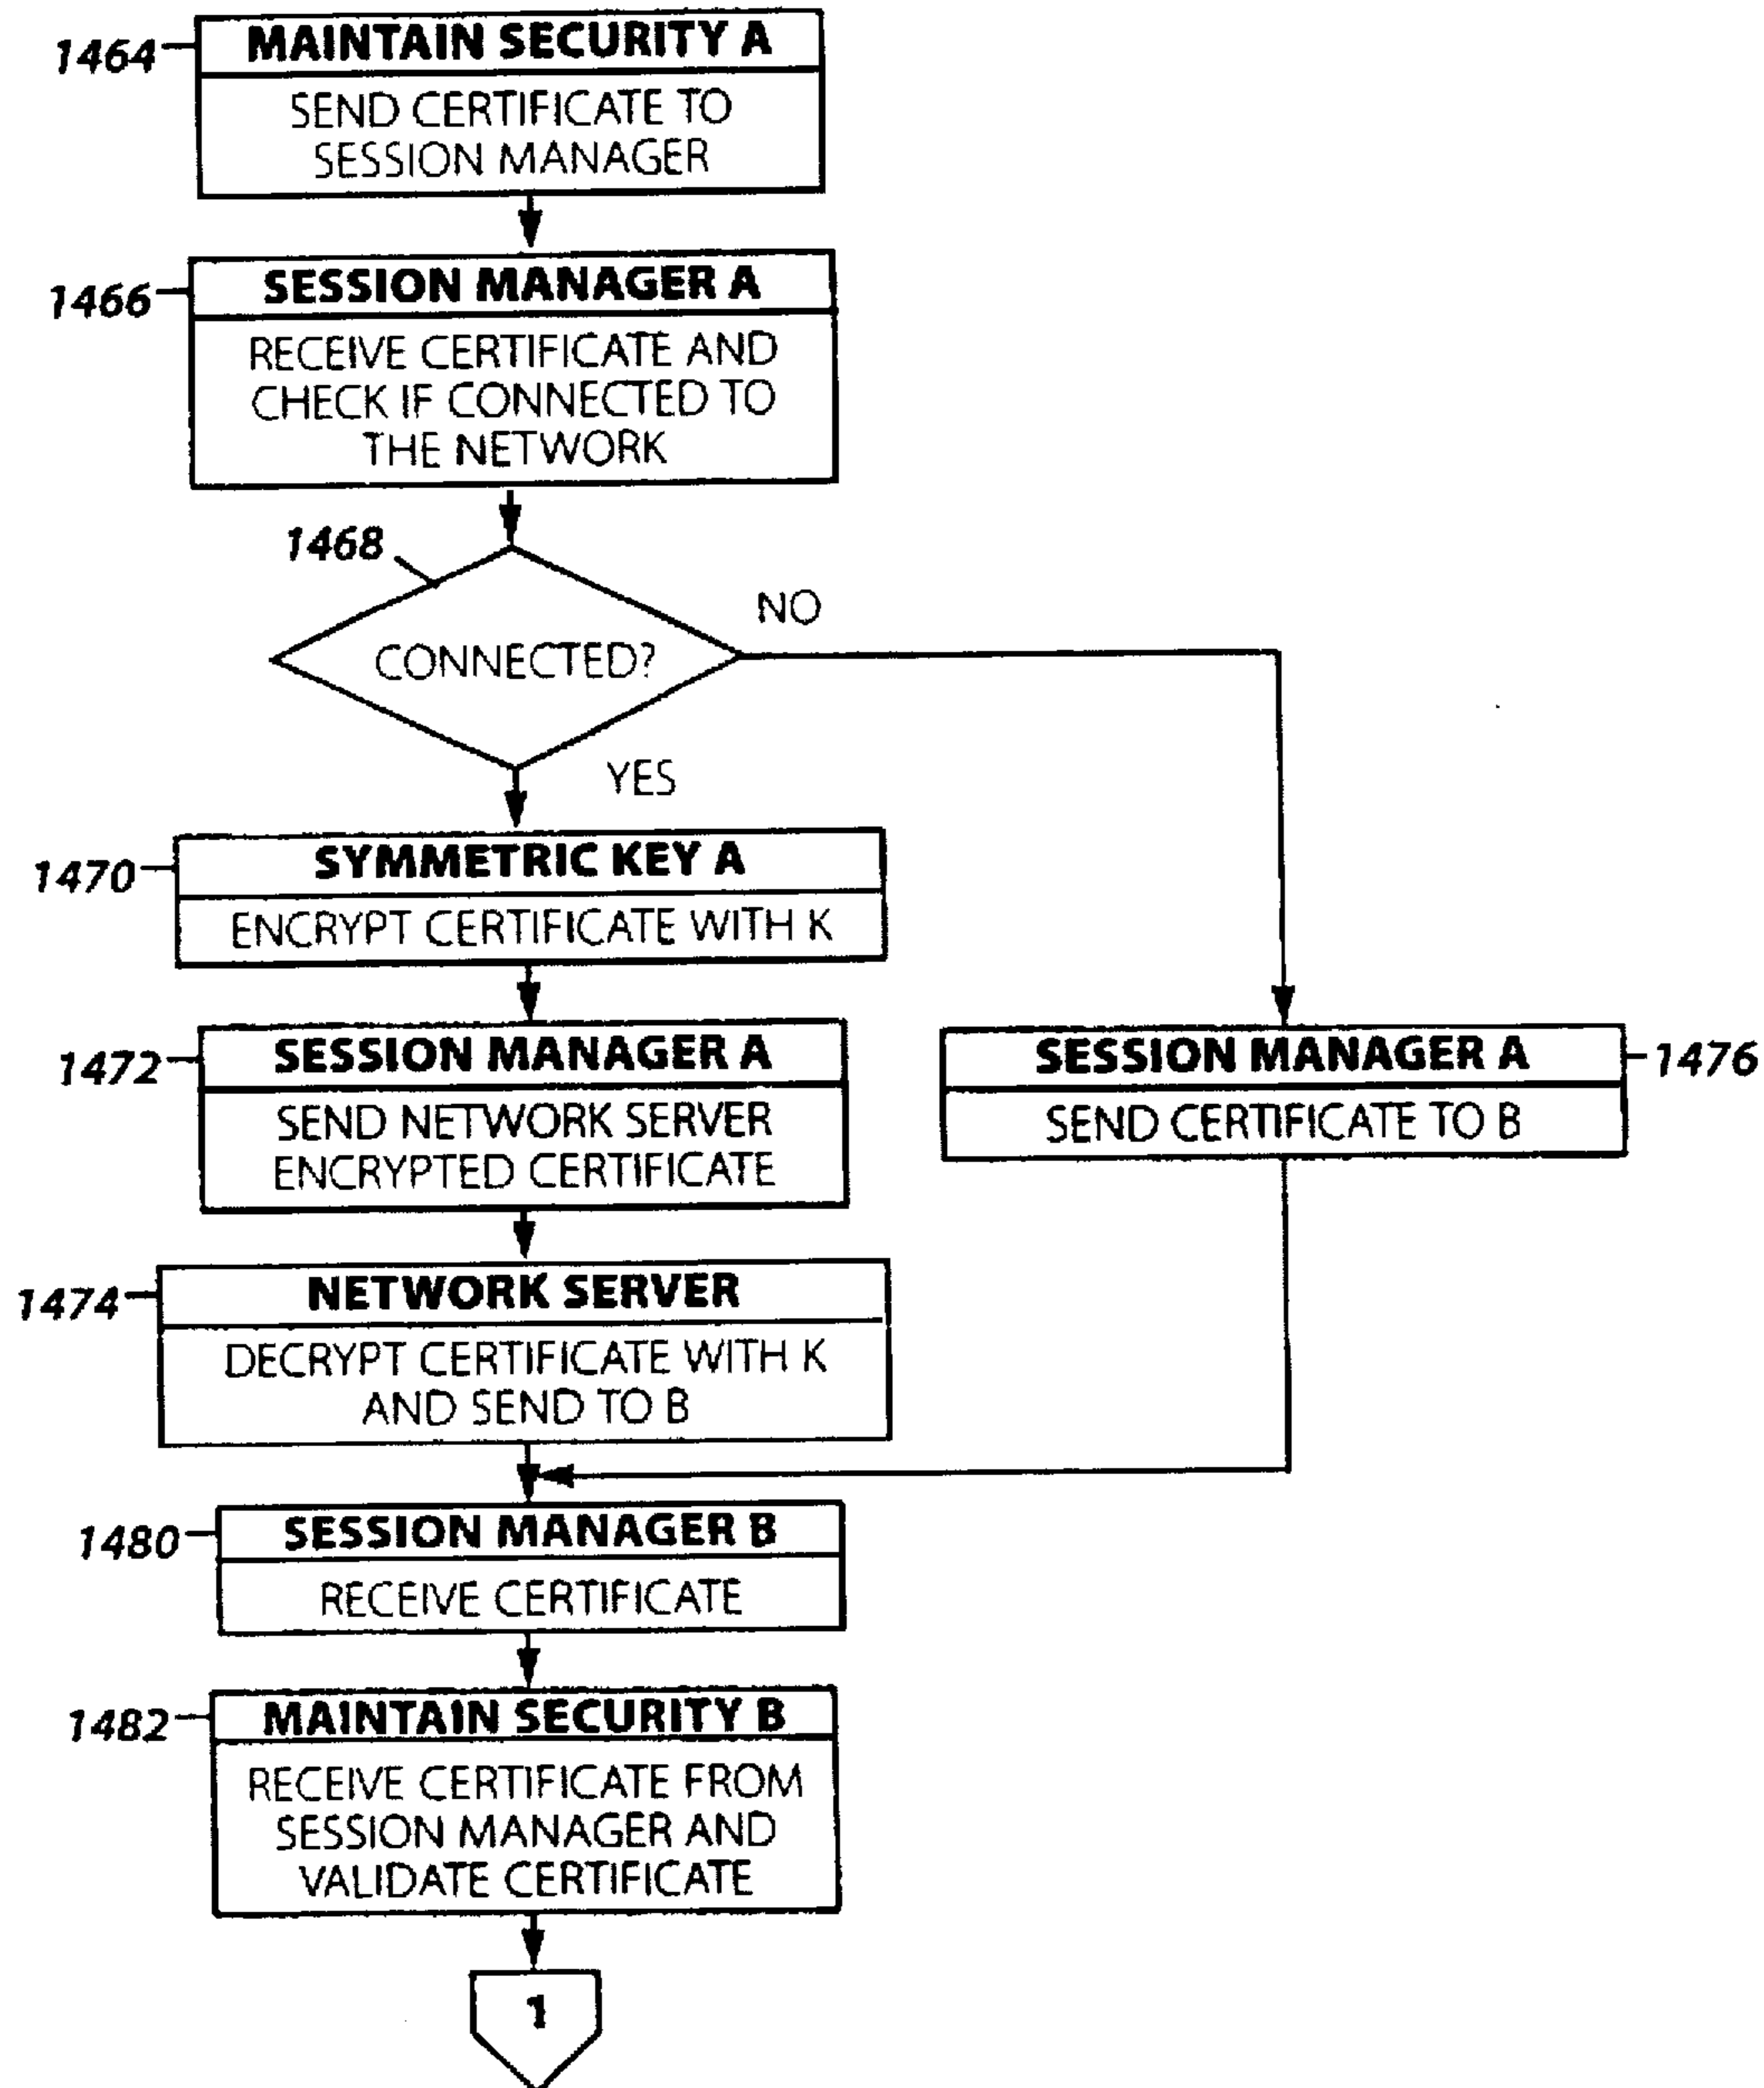 1464
MAINTAIN SECURITY A
SEND CERTIFICATE TO
SESSION MANAGER
1466
SESSION MANAGER A
RECEIVE CERTIFICATE AND
CHECK IF CONNECTED TO
THE NETWORK
1468
CONNECTED?
NO
YES
1470
SYMMETRIC KEY A
ENCRYPT CERTIFICATE WITH K
1472
SESSION MANAGER A
SEND NETWORK SERVER
ENCRYPTED CERTIFICATE
SESSION MANAGER A
1476
SEND CERTIFICATE TO B
1474
NETWORK SERVER
DECRYPT CERTIFICATE WITH K
AND SEND TO B
1480
SESSION MANAGER B
RECEIVE CERTIFICATE
1482
MAINTAIN SECURITY B
RECEIVE CERTIFICATE FROM
SESSION MANAGER AND
VALIDATE CERTIFICATE
1